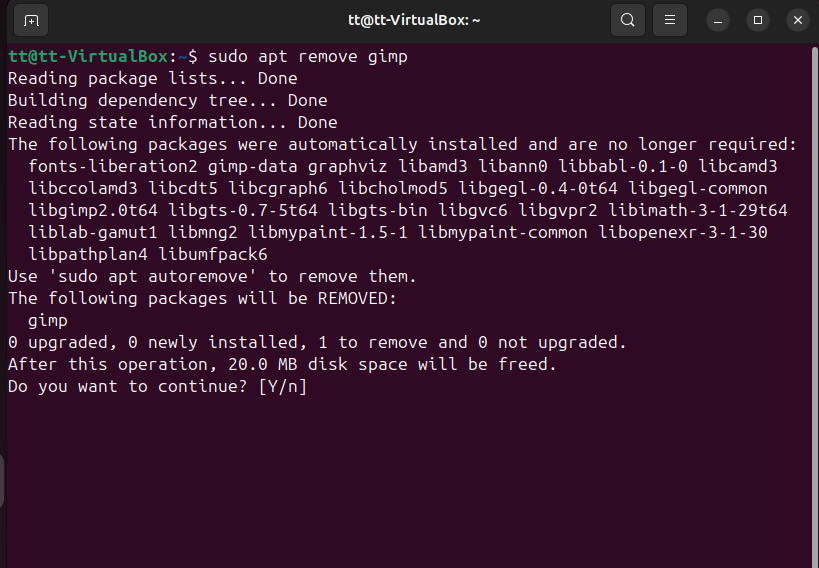 tt@tt-VirtualBox: ~
tt@tt-VirtualBox:~$ sudo apt remove gimp
Reading package lists... Done
Building dependency tree... Done
Reading state information... Done
The following packages were automatically installed and are no longer required:
  fonts-liberation2 gimp-data graphviz libamd3 libann0 libbabl-0.1-0 libcamd3
  libccolamd3 libcdt5 libcgraph6 libcholmod5 libgegl-0.4-0t64 libgegl-common
  libgimp2.0t64 libgts-0.7-5t64 libgts-bin libgvc6 libgvpr2 libimath-3-1-29t64
  liblab-gamut1 libmng2 libmypaint-1.5-1 libmypaint-common libopenexr-3-1-30
  libpathplan4 libumfpack6
Use 'sudo apt autoremove' to remove them.
The following packages will be REMOVED:
  gimp
0 upgraded, 0 newly installed, 1 to remove and 0 not upgraded.
After this operation, 20.0 MB disk space will be freed.
Do you want to continue? [Y/n]